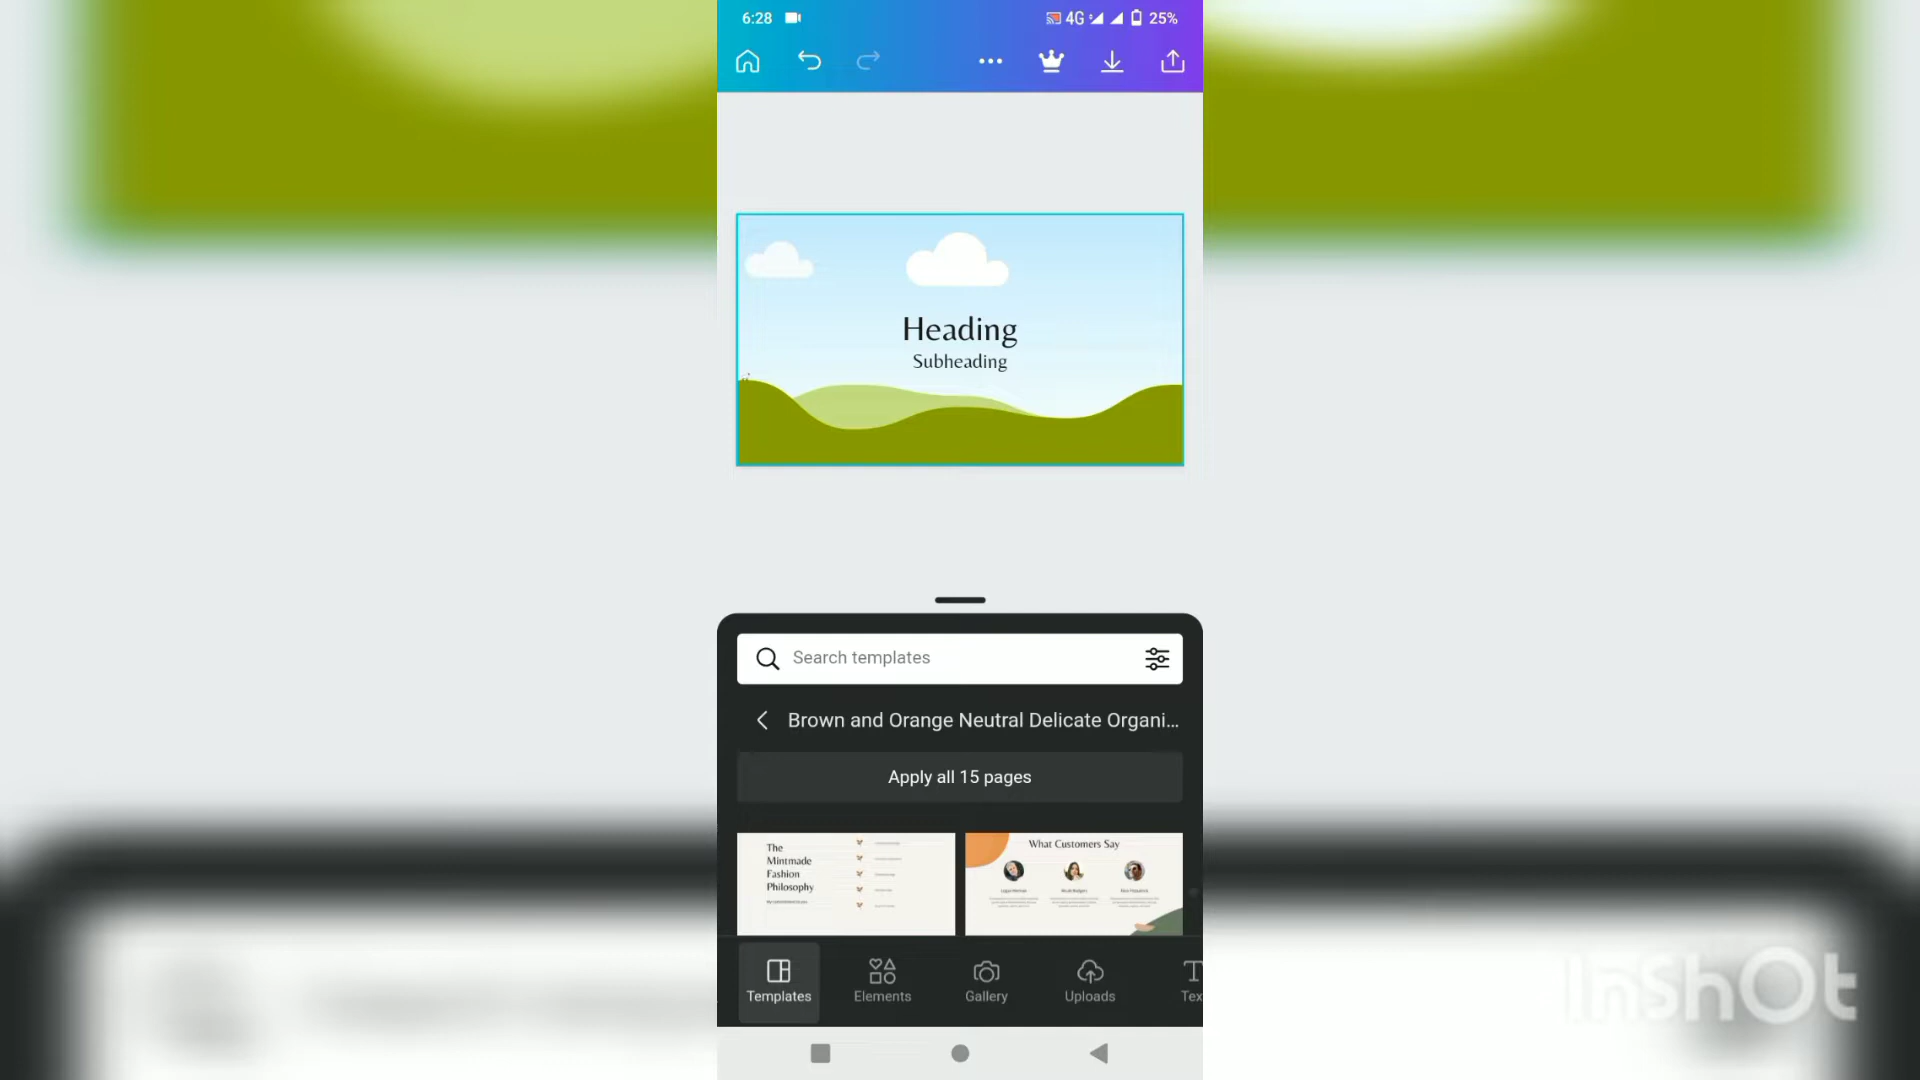 6:28 4G 25%
Heading
Subheading
Search templates
Brown and Orange Neutral Delicate Organi...
Apply all 15 pages
The
Mintmade
Fashion
Philosophy
What Customers Say
Templates
Elements
Gallery
Uploads
Tex
InShOt